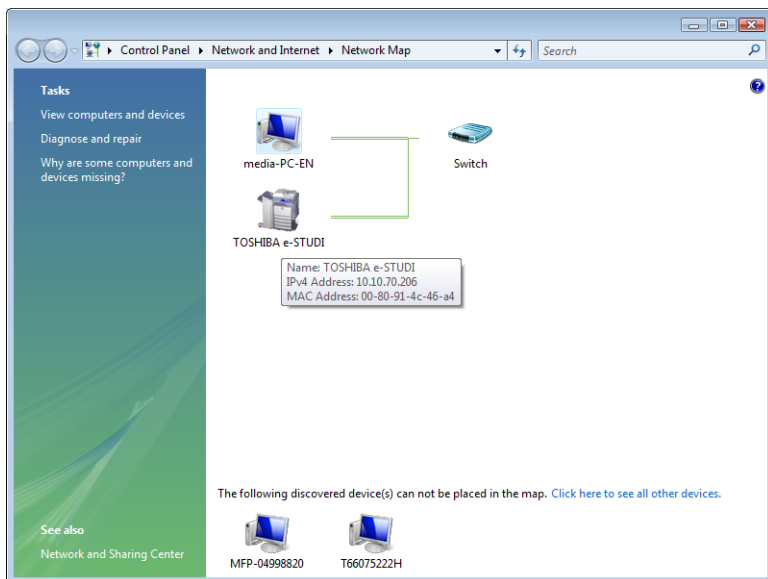 Control Panel
Network and Internet
Network Map
Search
Tasks
View computers and devices
Diagnose and repair
Why are some computers and
devices missing?
media-PC-EN
Switch
TOSHIBA e-STUDI
Name: TOSHIBA e-STUDI
IPv4 Address: 10.10.70.206
MAC Address: 00-80-91-4c-46-a4
The following discovered device(s) can not be placed in the map. Click here to see all other devices.
MFP-04998820
T66075222H
See also
Network and Sharing Center